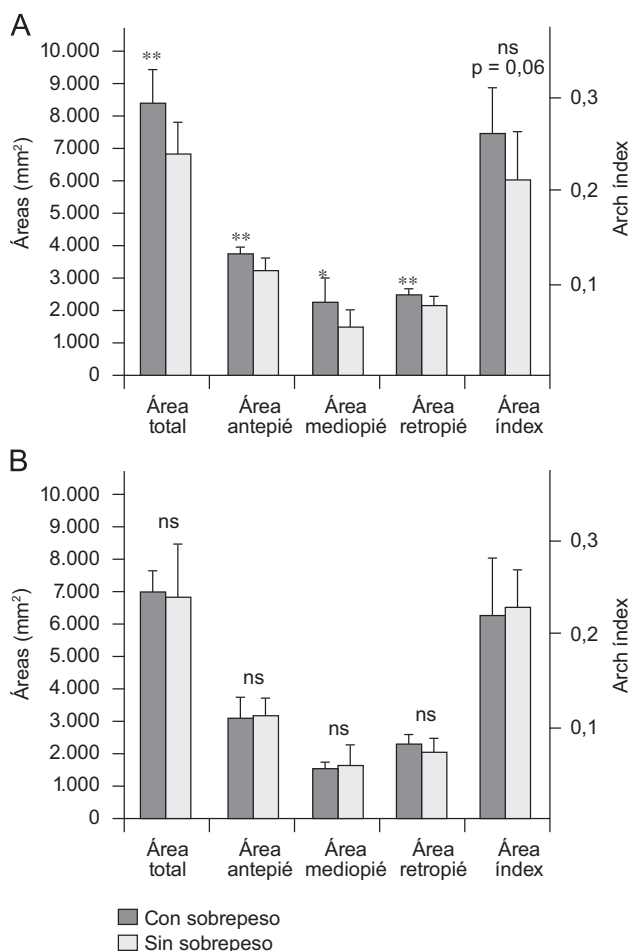 A
10.000
9.000
8.000
7.000
6.000
5.000
4.000
3.000
2.000
1.000
0
Áreas (mm²)
**
**
*
**
ns
p = 0,06
0,3
0,2
0,1
Arch índex
Área total
Área antepié
Área mediopié
Área retropié
Área índex
B
10.000
9.000
8.000
7.000
6.000
5.000
4.000
3.000
2.000
1.000
0
Áreas (mm²)
ns
ns
ns
ns
0,3
0,2
0,1
Arch índex
Área total
Área antepié
Área mediopié
Área retropié
Área índex
Con sobrepeso
Sin sobrepeso